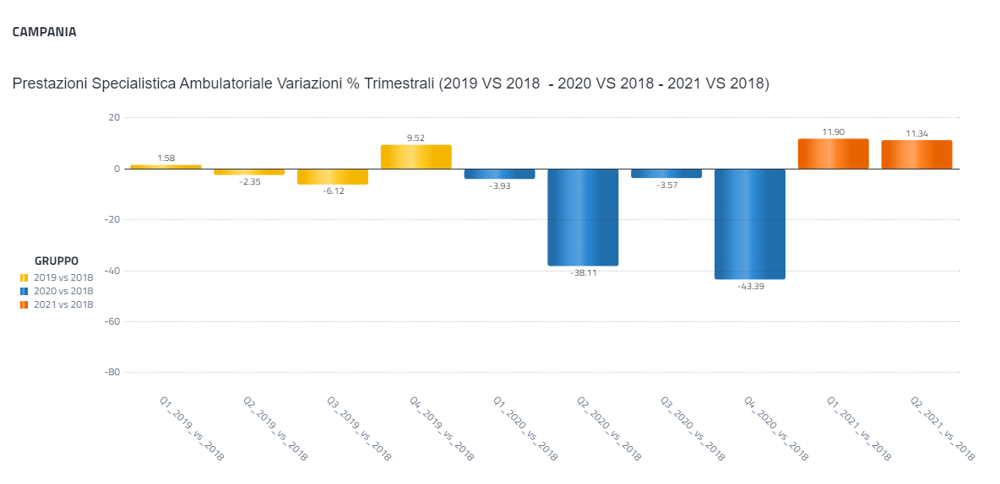 CAMPANIA
Prestazioni Specialistica Ambulatoriale Variazioni % Trimestrali (2019 VS 2018  - 2020 VS 2018 - 2021 VS 2018)
20
0
-20
-40
-60
-80
1.58
-2.35
-6.12
9.52
-3.93
-38.11
-3.57
-43.39
11.90
11.34
GRUPPO
2019 vs 2018
2020 vs 2018
2021 vs 2018
Q1_2019_vs_2018
Q2_2019_vs_2018
Q3_2019_vs_2018
Q4_2019_vs_2018
Q1_2020_vs_2018
Q2_2020_vs_2018
Q3_2020_vs_2018
Q4_2020_vs_2018
Q1_2021_vs_2018
Q2_2021_vs_2018